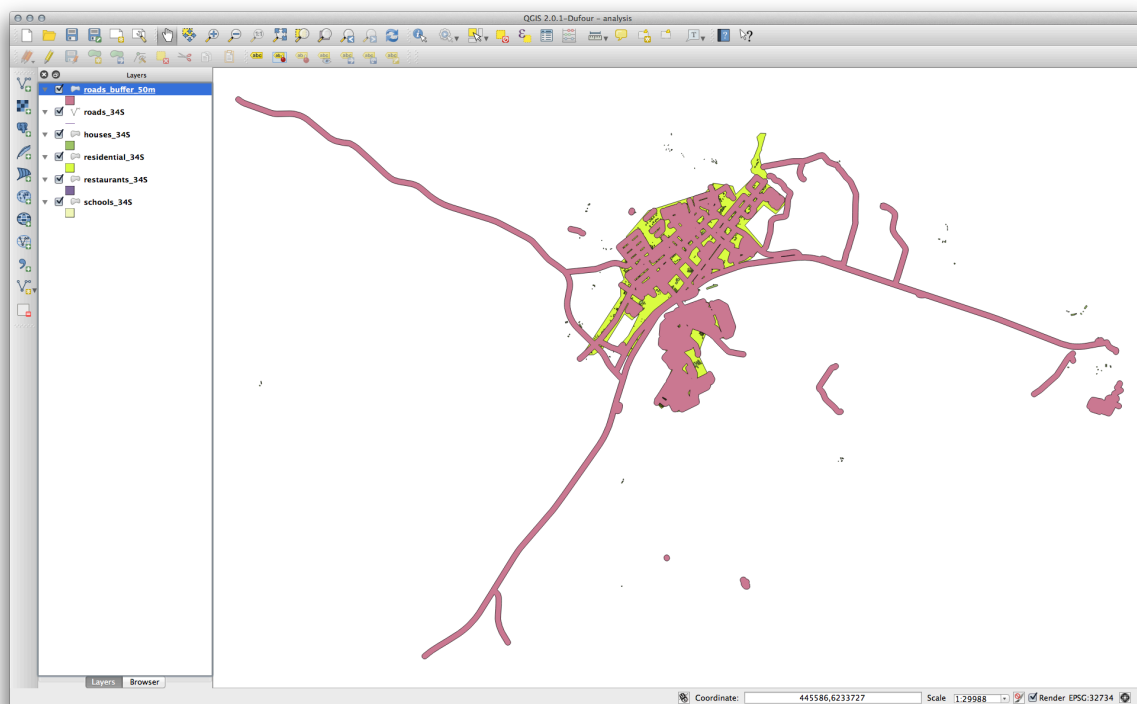 QGIS 2.0.1-Dufour - analysis
Layers
roads_buffer_50m
roads_34S
houses_34S
residential_34S
restaurants_34S
schools_34S
Layers Browser
Coordinate: 445586,6233727 Scale 1:29988 Render EPSG:32734